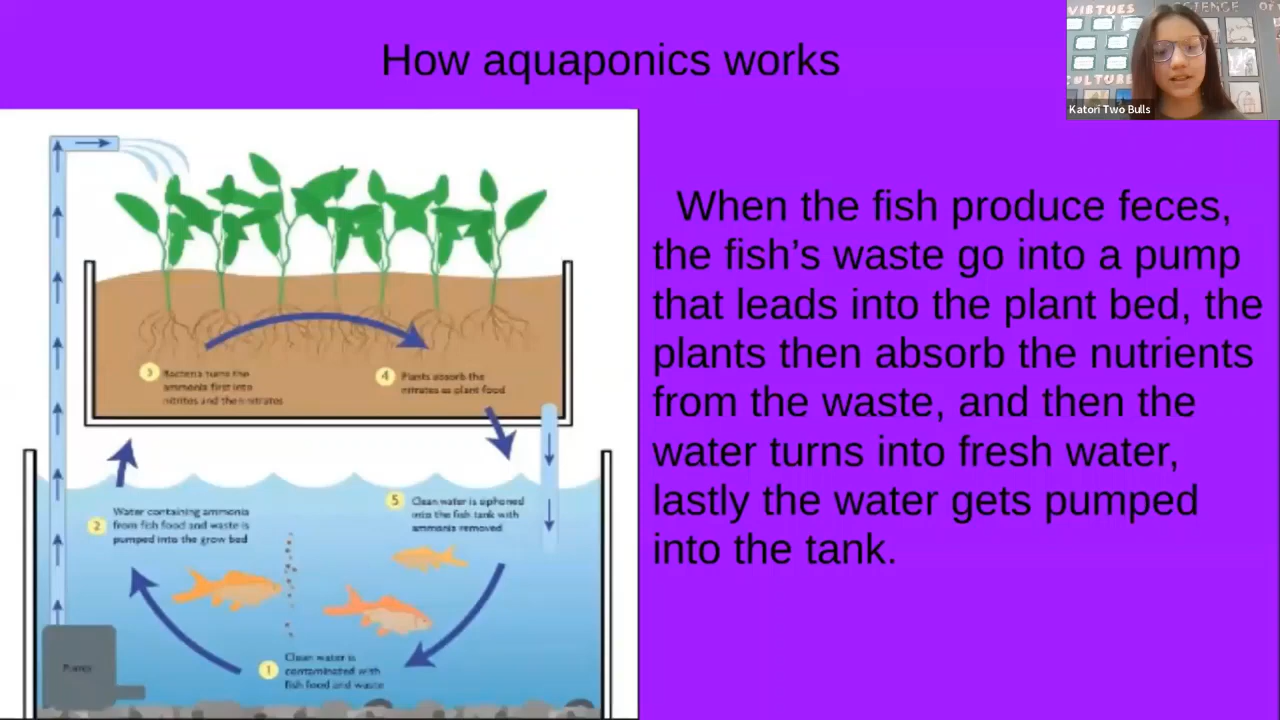 How aquaponics works
VIRTUES SCIENCE OF
CULTURE
Katori Two Bulls
When the fish produce feces,
the fish's waste go into a pump
that leads into the plant bed, the
plants then absorb the nutrients
from the waste, and then the
water turns into fresh water,
lastly the water gets pumped
into the tank.
3 Bacteria turns the
ammonia first into
nitrites and then nitrates
4 Plants absorb the
nitrates as plant food
2 Water containing ammonia
from fish food and waste is
pumped into the grow bed
5 Clean water is siphoned
into the fish tank with
ammonia removed
1 Clean water is
contaminated with
fish food and waste
Pump